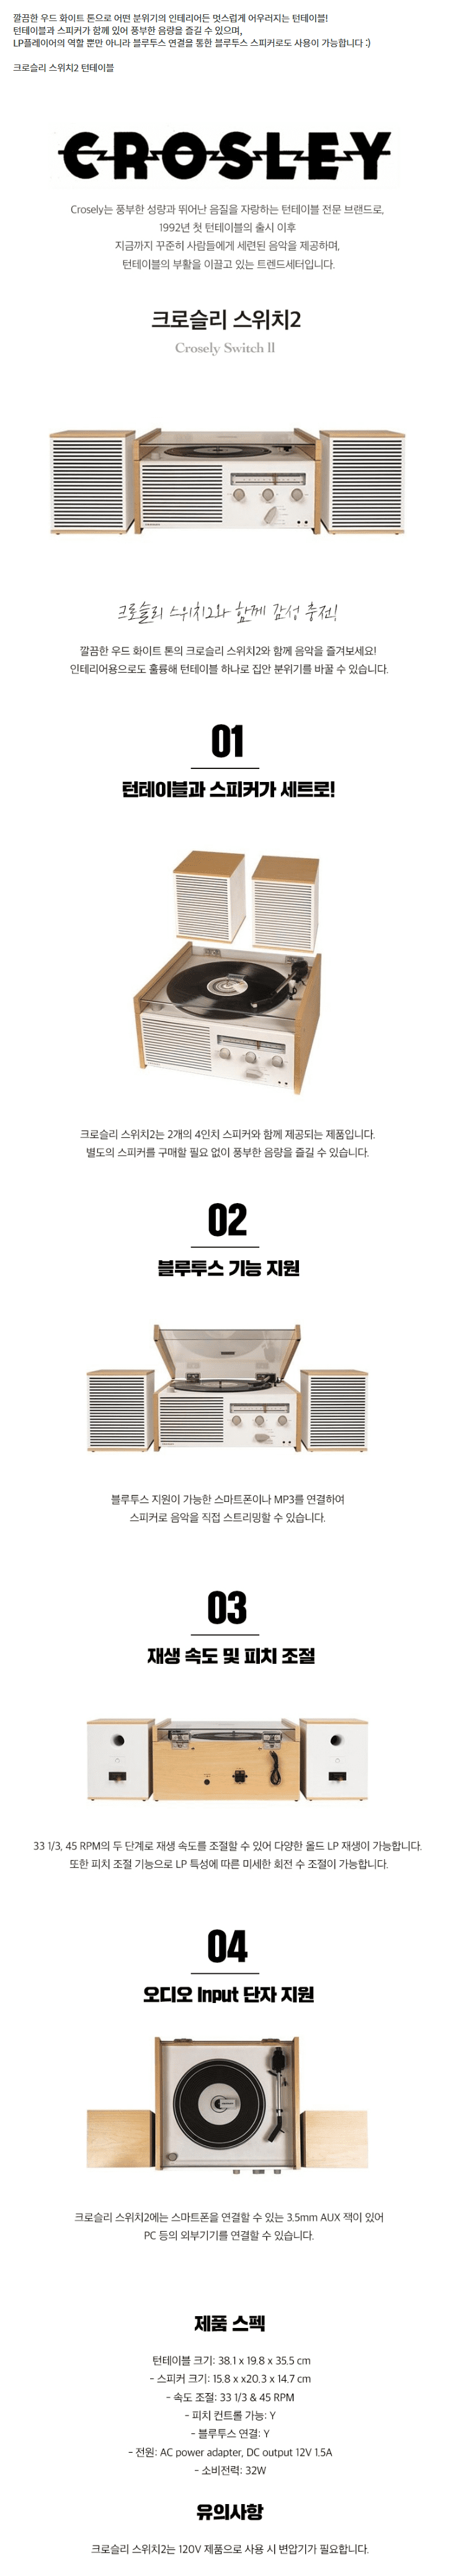 깔끔한 우드 화이트 톤으로 어떤 분위기의 인테리어든 멋스럽게 어우러지는 턴테이블!
턴테이블과 스피커가 함께 있어 풍부한 음량을 즐길 수 있으며,
LP플레이어의 역할 뿐만 아니라 블루투스 연결을 통한 블루투스 스피커로도 사용이 가능합니다 :)
크로슬리 스위치2 턴테이블
CROSLEY
Crosely는 풍부한 성량과 뛰어난 음질을 자랑하는 턴테이블 전문 브랜드로,
1992년 첫 턴테이블의 출시 이후
지금까지 꾸준히 사람들에게 세련된 음악을 제공하며,
턴테이블의 부활을 이끌고 있는 트렌드세터입니다.
크로슬리 스위치2
Crosely Switch ll
크로슬리 스위치2와 함께 감성 충전!
깔끔한 우드 화이트 톤의 크로슬리 스위치2와 함께 음악을 즐겨보세요!
인테리어용으로도 훌륭해 턴테이블 하나로 집안 분위기를 바꿀 수 있습니다.
01
턴테이블과 스피커가 세트로!
크로슬리 스위치2는 2개의 4인치 스피커와 함께 제공되는 제품입니다.
별도의 스피커를 구매할 필요 없이 풍부한 음량을 즐길 수 있습니다.
02
블루투스 기능 지원
블루투스 지원이 가능한 스마트폰이나 MP3를 연결하여
스피커로 음악을 직접 스트리밍할 수 있습니다.
03
재생 속도 및 피치 조절
33 1/3, 45 RPM의 두 단계로 재생 속도를 조절할 수 있어 다양한 올드 LP 재생이 가능합니다.
또한 피치 조절 기능으로 LP 특성에 따른 미세한 회전 수 조절이 가능합니다.
04
오디오 Input 단자 지원
크로슬리 스위치2에는 스마트폰을 연결할 수 있는 3.5mm AUX 잭이 있어
PC 등의 외부기기를 연결할 수 있습니다.
제품 스펙
턴테이블 크기: 38.1 x 19.8 x 35.5 cm
- 스피커 크기: 15.8 x x20.3 x 14.7 cm
- 속도 조절: 33 1/3 & 45 RPM
- 피치 컨트롤 가능: Y
- 블루투스 연결: Y
- 전원: AC power adapter, DC output 12V 1.5A
- 소비전력: 32W
유의사항
크로슬리 스위치2는 120V 제품으로 사용 시 변압기가 필요합니다.